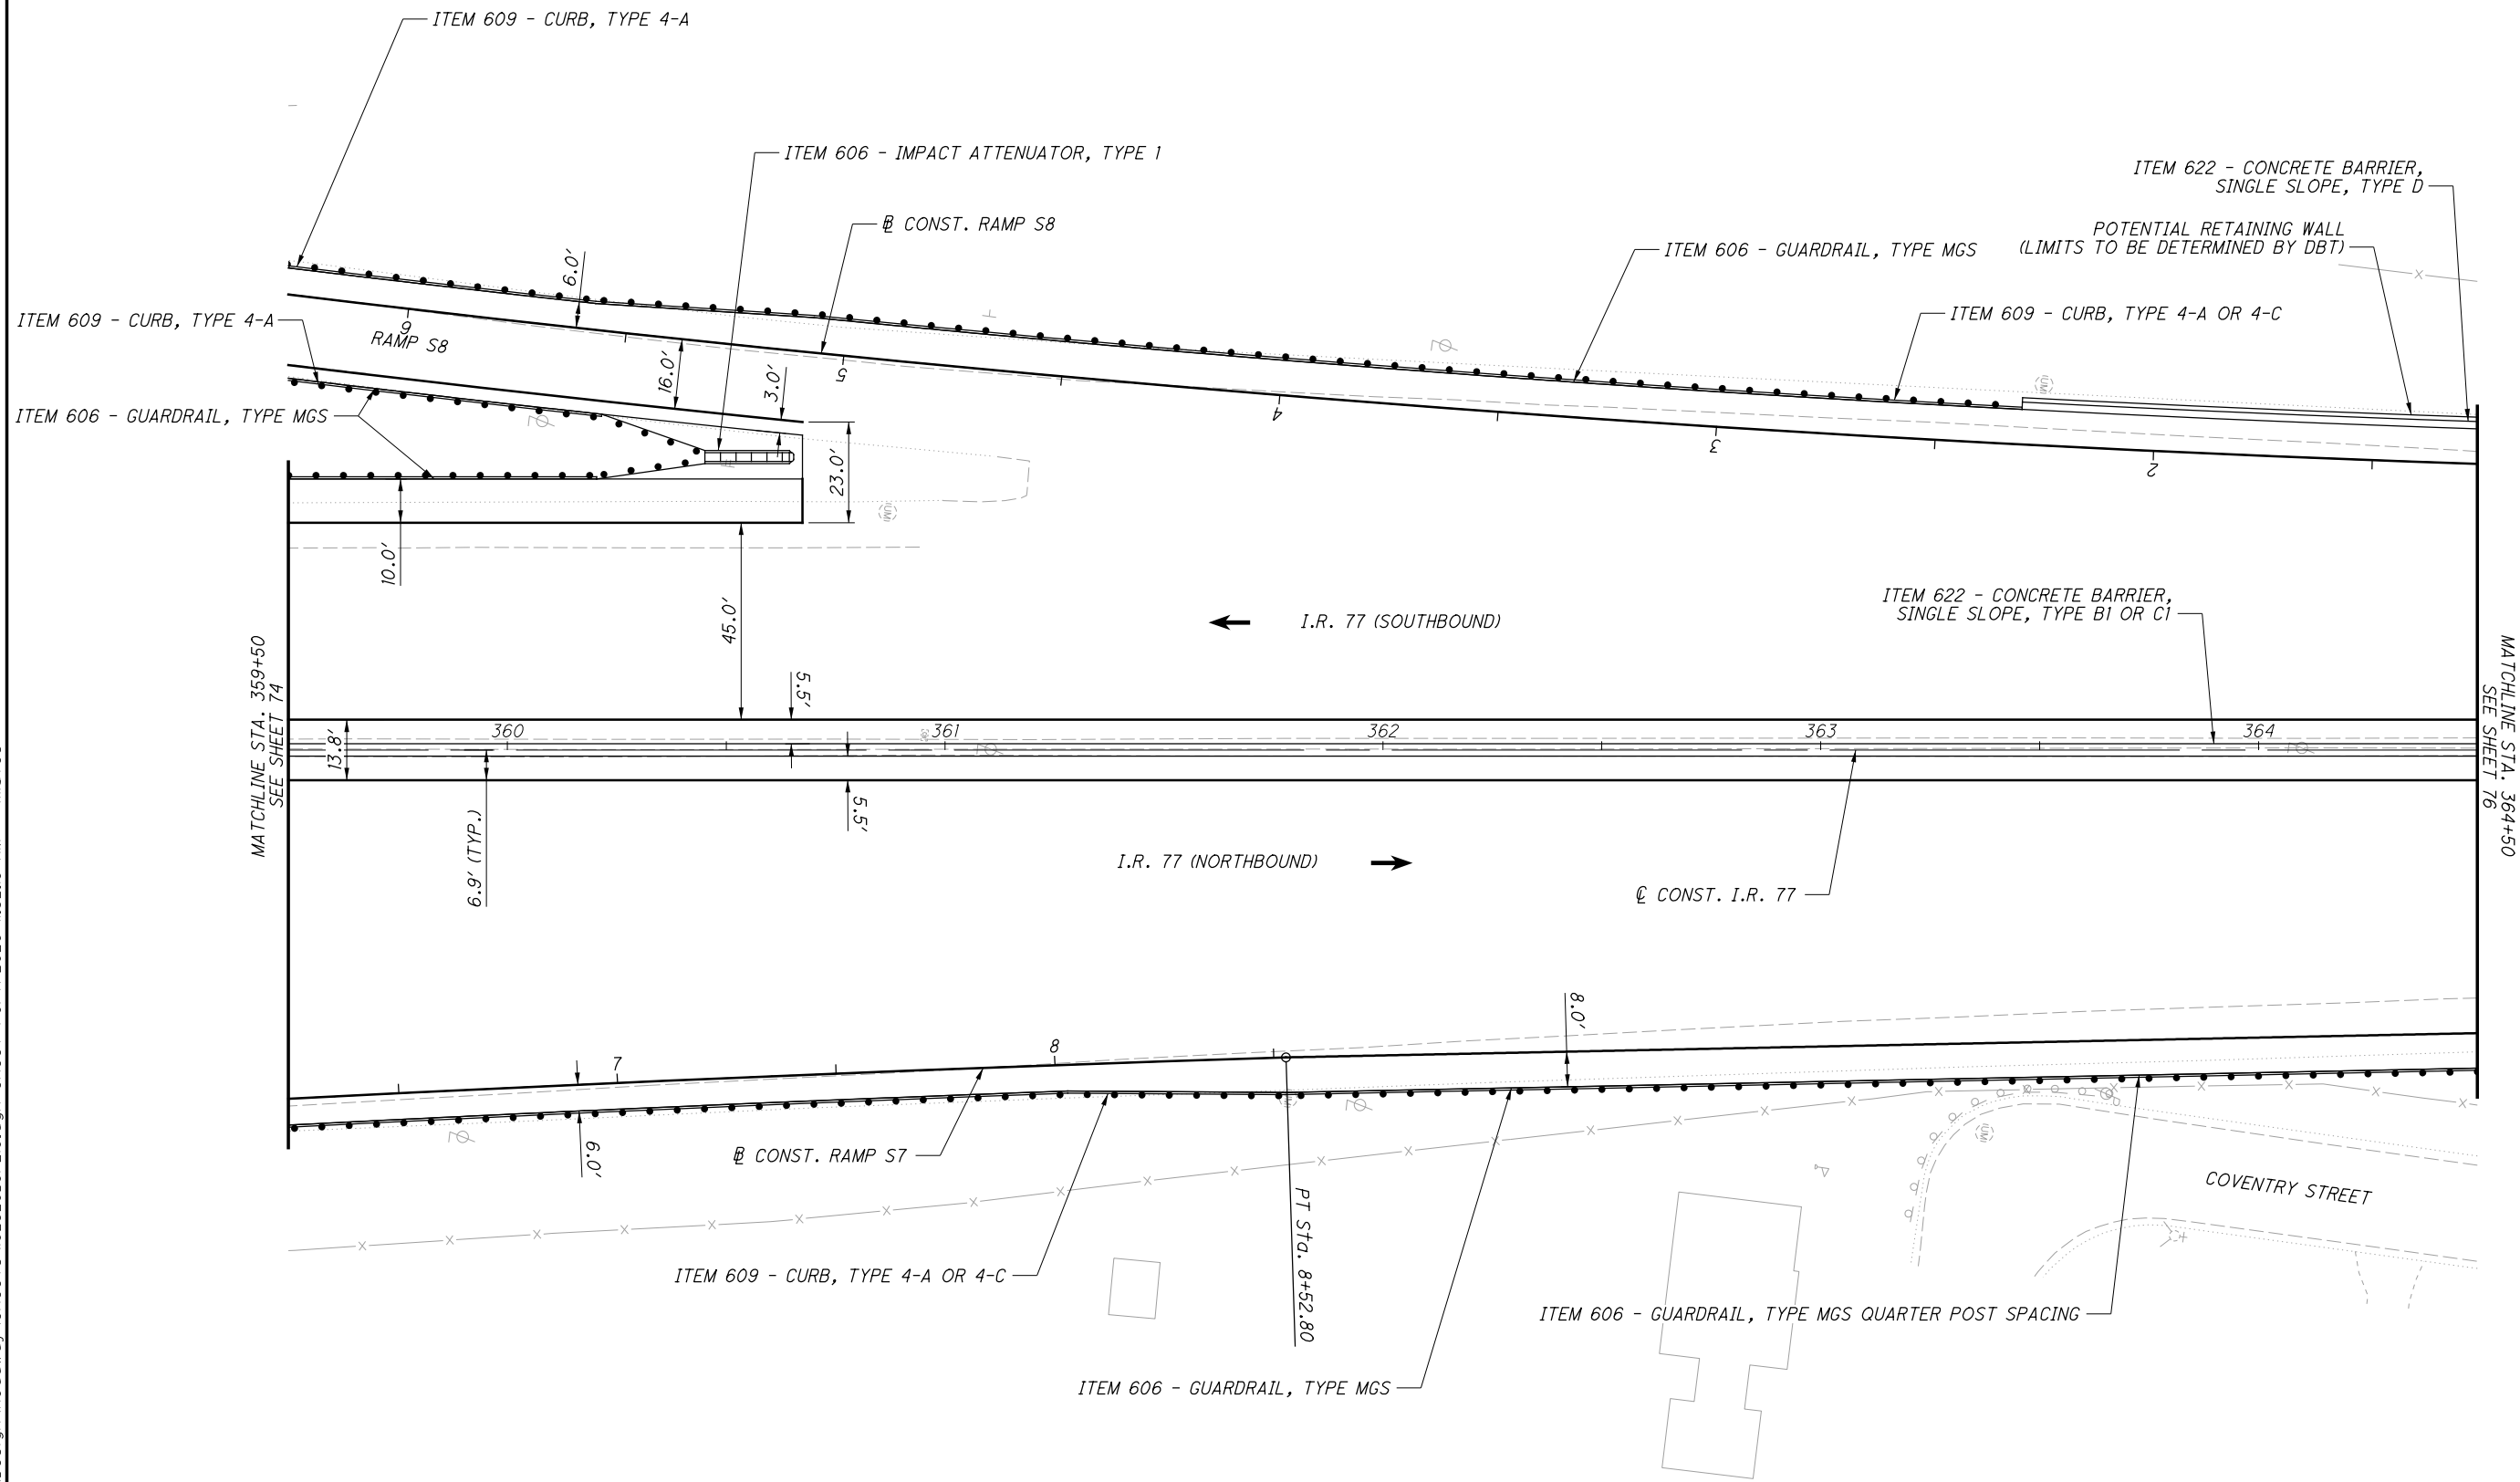 ITEM 609 - CURB, TYPE 4-A
ITEM 606 - IMPACT ATTENUATOR, TYPE 1
ITEM 622 - CONCRETE BARRIER,
SINGLE SLOPE, TYPE D
℄ CONST. RAMP S8
POTENTIAL RETAINING WALL
(LIMITS TO BE DETERMINED BY DBT)
ITEM 606 - GUARDRAIL, TYPE MGS
6.0'
ITEM 609 - CURB, TYPE 4-A OR 4-C
ITEM 609 - CURB, TYPE 4-A
6
RAMP S8
5
4
3
2
16.0'
3.0'
ITEM 606 - GUARDRAIL, TYPE MGS
23.0'
10.0'
45.0'
ITEM 622 - CONCRETE BARRIER,
SINGLE SLOPE, TYPE B1 OR C1
I.R. 77 (SOUTHBOUND)
MATCHLINE STA. 359+50
SEE SHEET 74
MATCHLINE STA. 364+50
SEE SHEET 76
5.5'
13.8'
360
361
362
363
364
6.9' (TYP.)
5.5'
I.R. 77 (NORTHBOUND)
℄ CONST. I.R. 77
8.0'
7
8
6.0'
℄ CONST. RAMP S7
PT Sta. 8+52.80
COVENTRY STREET
ITEM 609 - CURB, TYPE 4-A OR 4-C
ITEM 606 - GUARDRAIL, TYPE MGS QUARTER POST SPACING
ITEM 606 - GUARDRAIL, TYPE MGS